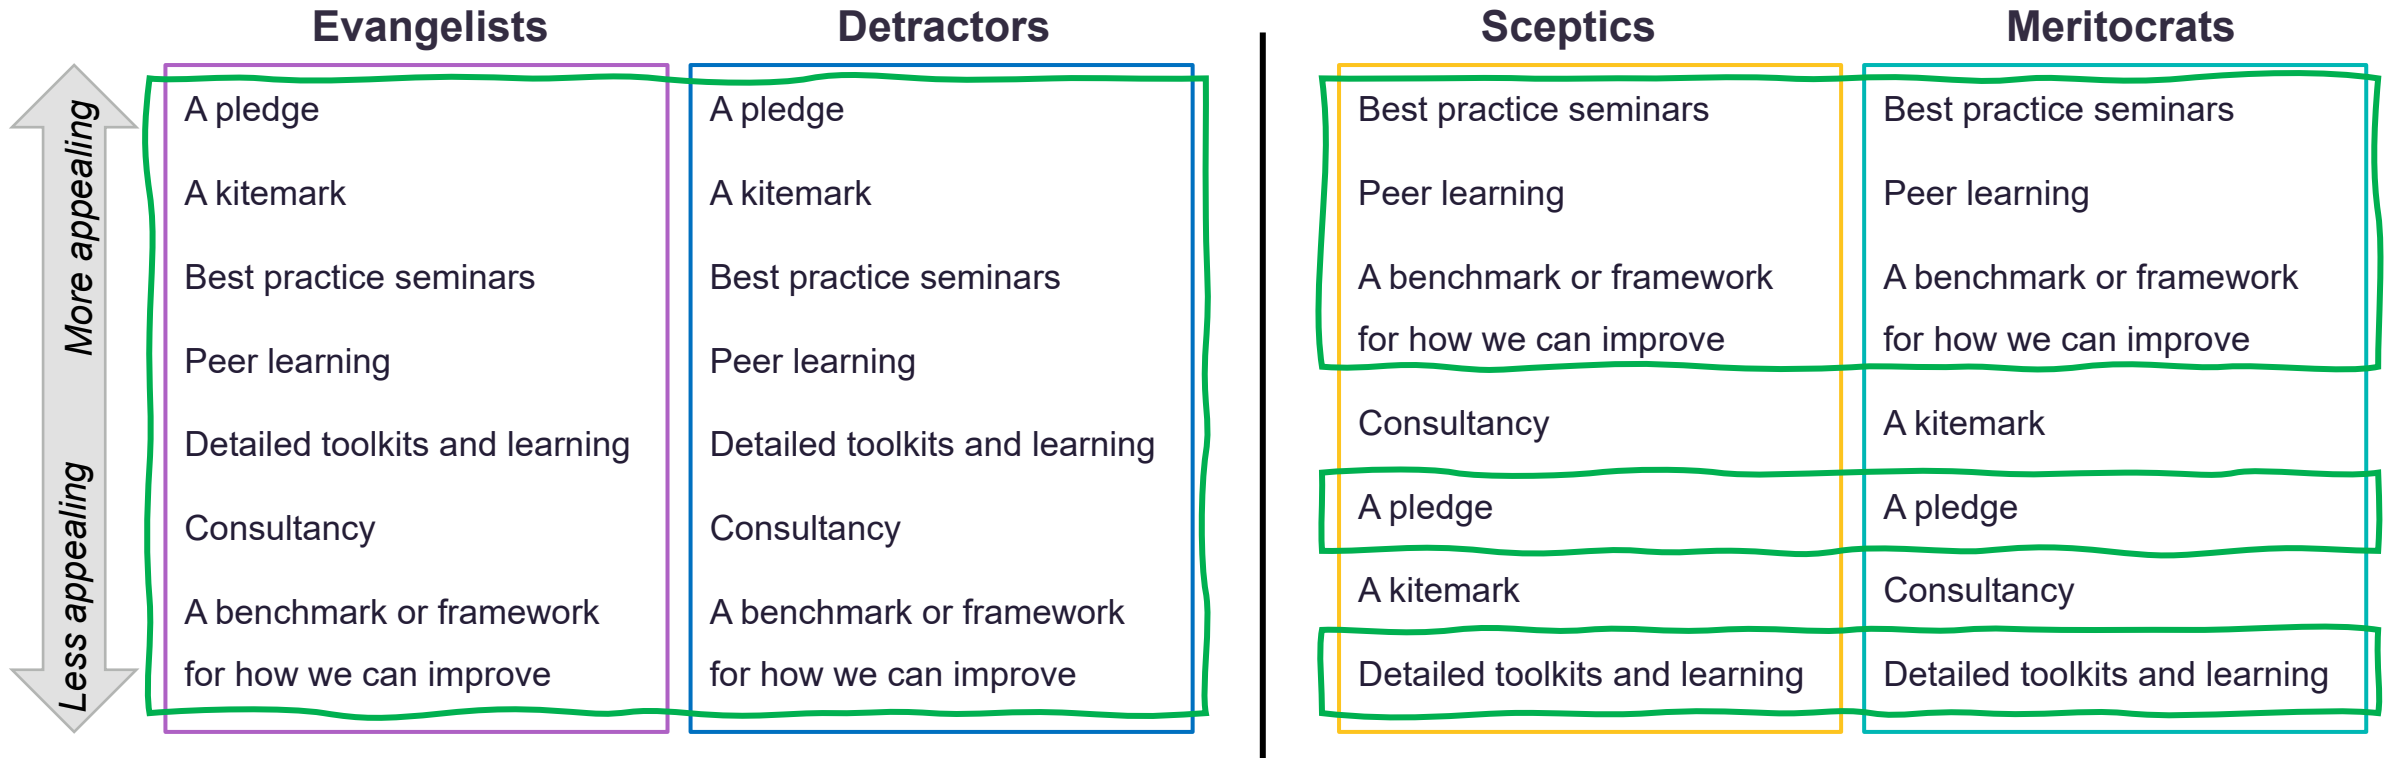 Evangelists
Detractors
Sceptics
Meritocrats
More appealing
Less appealing
A pledge
A kitemark
Best practice seminars
Peer learning
Detailed toolkits and learning
Consultancy
A benchmark or framework
for how we can improve
A pledge
A kitemark
Best practice seminars
Peer learning
Detailed toolkits and learning
Consultancy
A benchmark or framework
for how we can improve
Best practice seminars
Peer learning
A benchmark or framework
for how we can improve
Consultancy
A pledge
A kitemark
Detailed toolkits and learning
Best practice seminars
Peer learning
A benchmark or framework
for how we can improve
A kitemark
A pledge
Consultancy
Detailed toolkits and learning